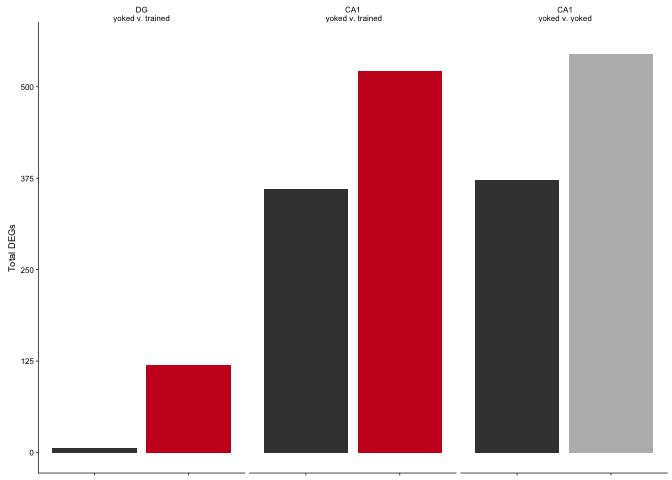 DG
yoked v. trained
CA1
yoked v. trained
CA1
yoked v. yoked
Total DEGs
500
375
250
125
0